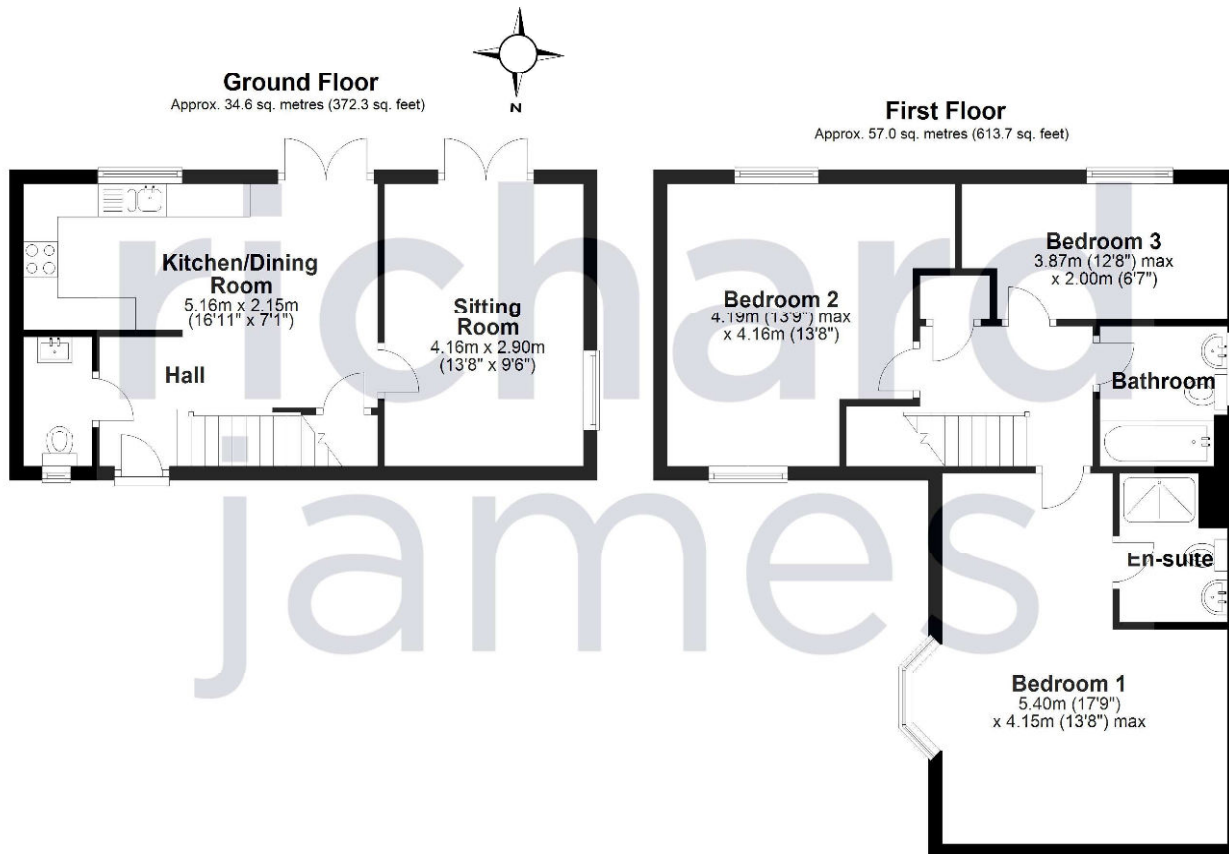 N
Ground Floor
Approx. 34.6 sq. metres (372.3 sq. feet)
First Floor
Approx. 57.0 sq. metres (613.7 sq. feet)
richard
james
Kitchen/Dining
Room
5.16m x 2.15m
(16'11" x 7'1")
Sitting
Room
4.16m x 2.90m
(13'8" x 9'6")
Hall
Bedroom 2
4.19m (13'9") max
x 4.16m (13'8")
Bedroom 3
3.87m (12'8") max
x 2.00m (6'7")
Bathroom
En-suite
Bedroom 1
5.40m (17'9")
x 4.15m (13'8") max